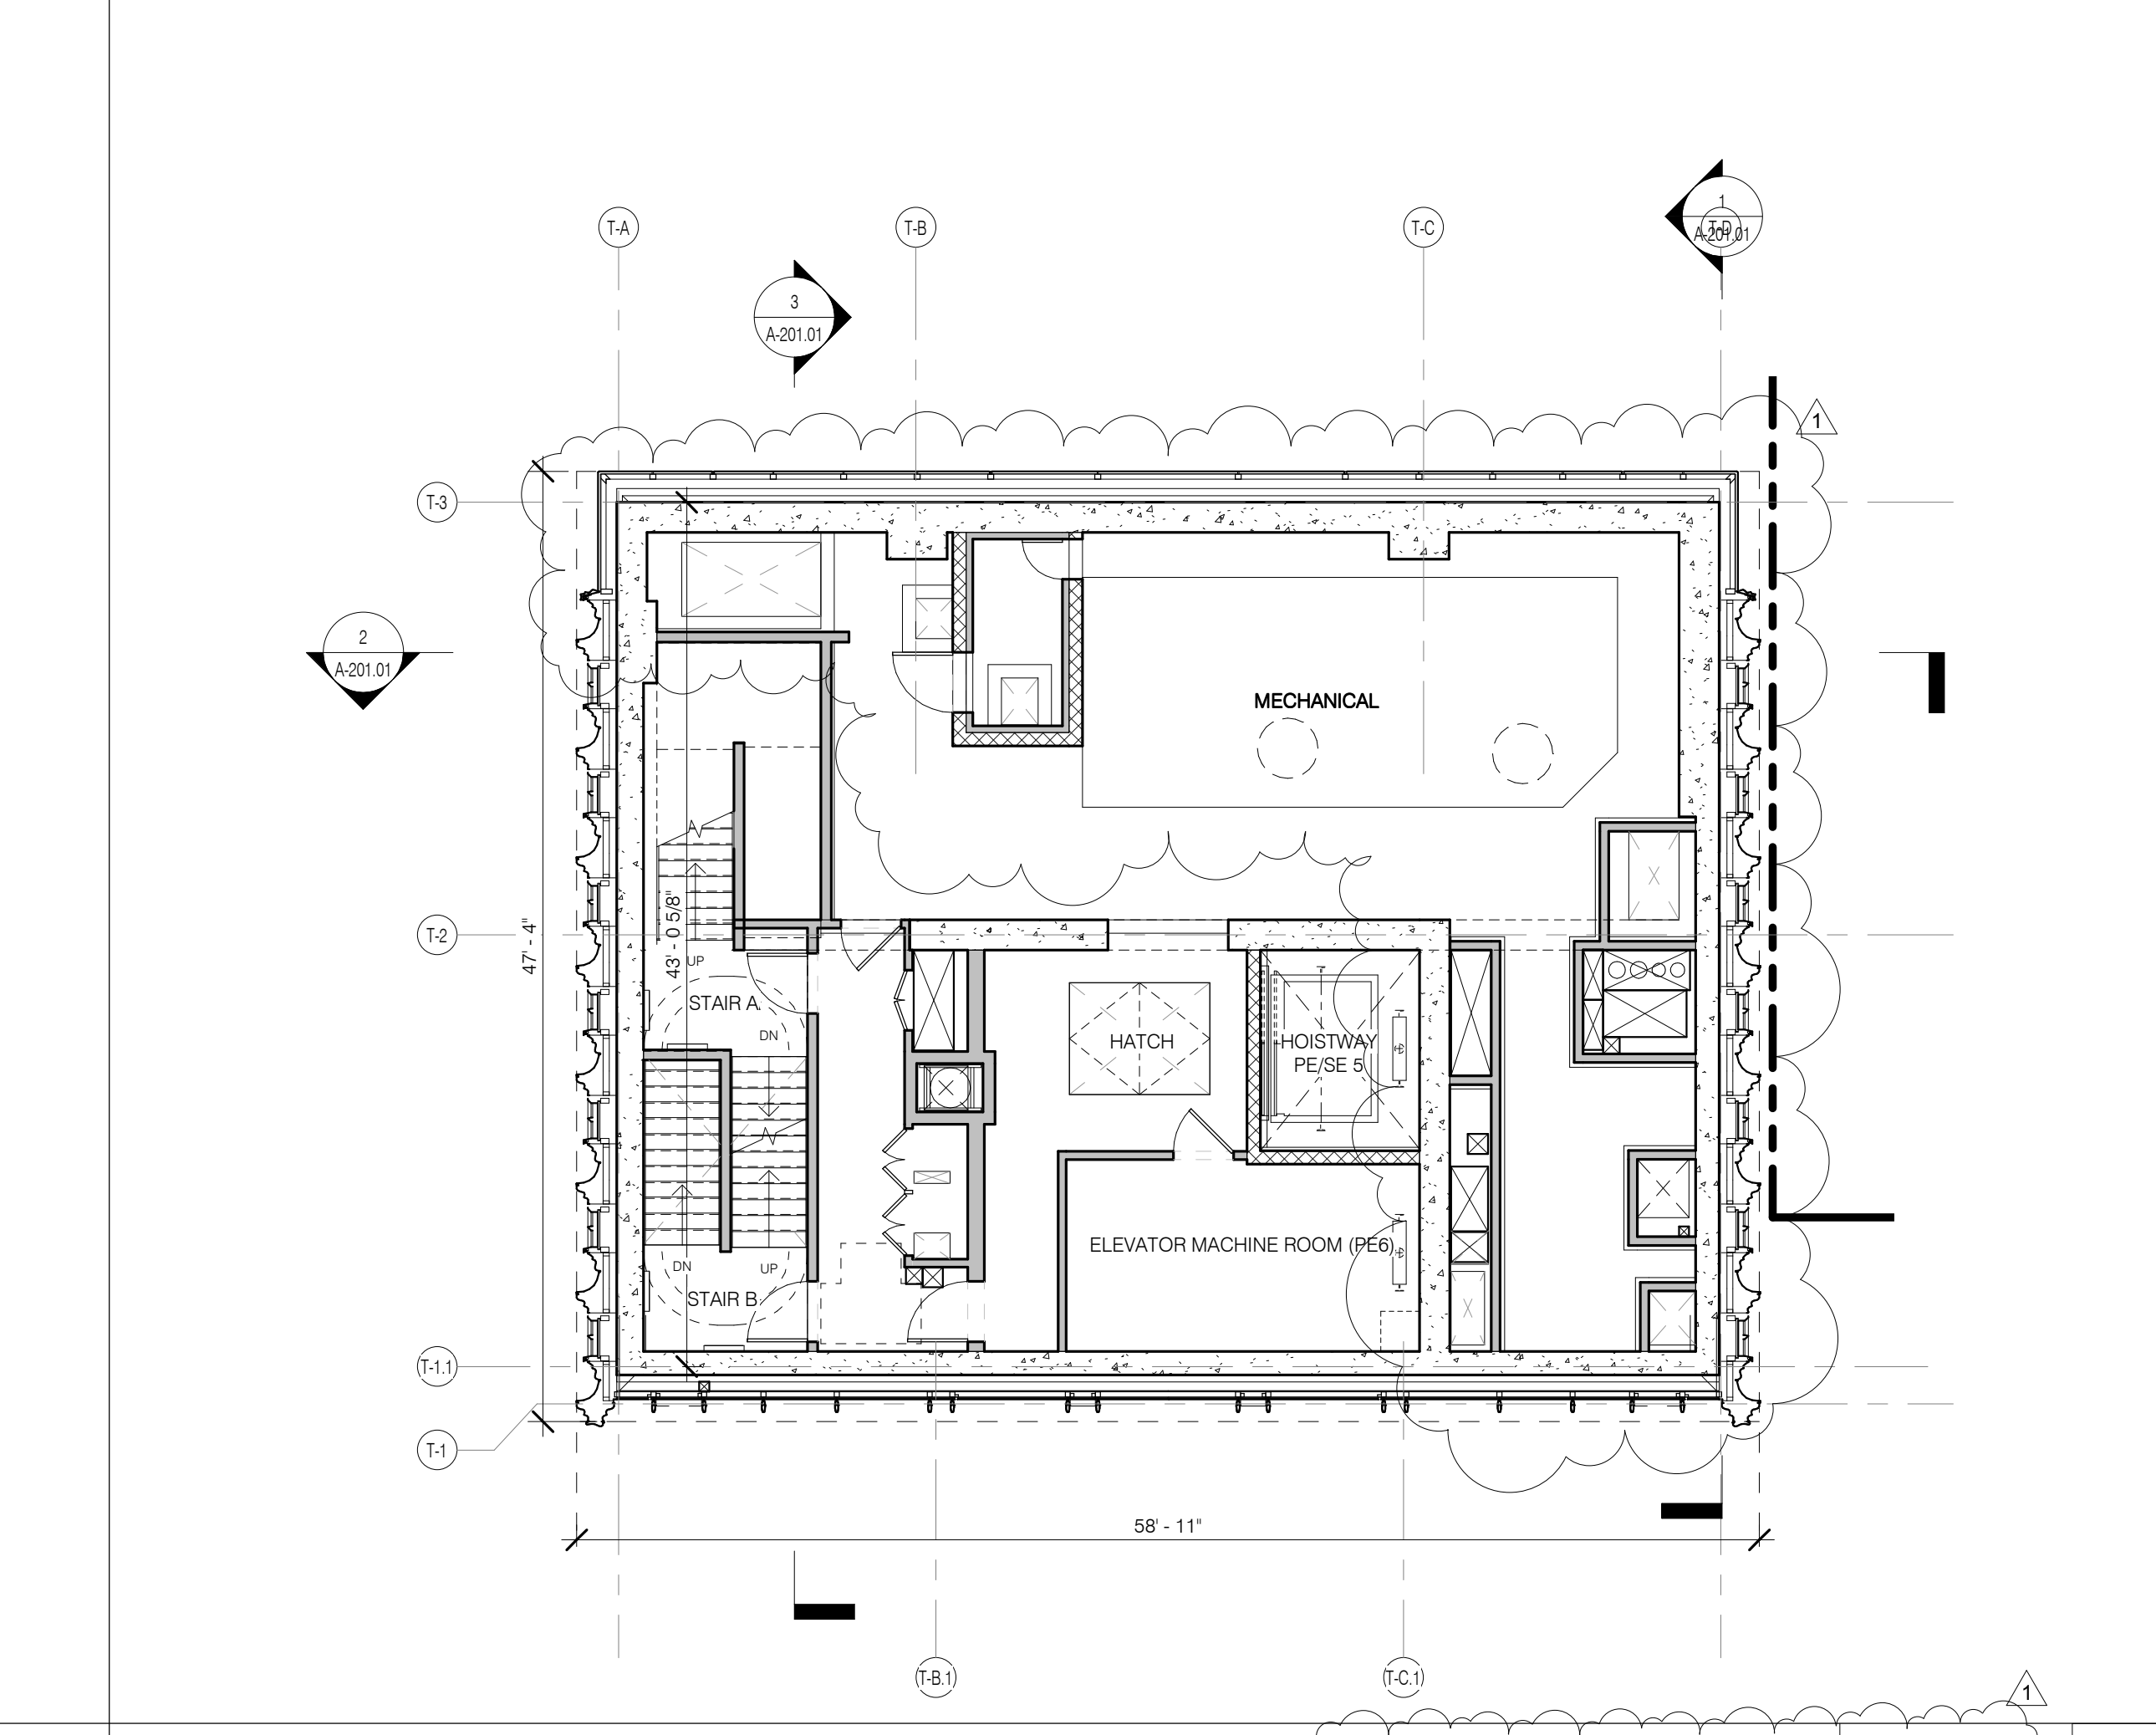 1
T-A
T-B
T-C
T-D
A-201.01
3
A-201.01
1
T-3
2
A-201.01
MECHANICAL
43' - 0 5/8"
47' - 4"
T-2
UP
STAIR A
DN
HATCH
HOISTWAY
PE/SE 5
ELEVATOR MACHINE ROOM (PE6)
DN
UP
STAIR B
T-1.1
T-1
58' - 11"
T-B.1
T-C.1
1